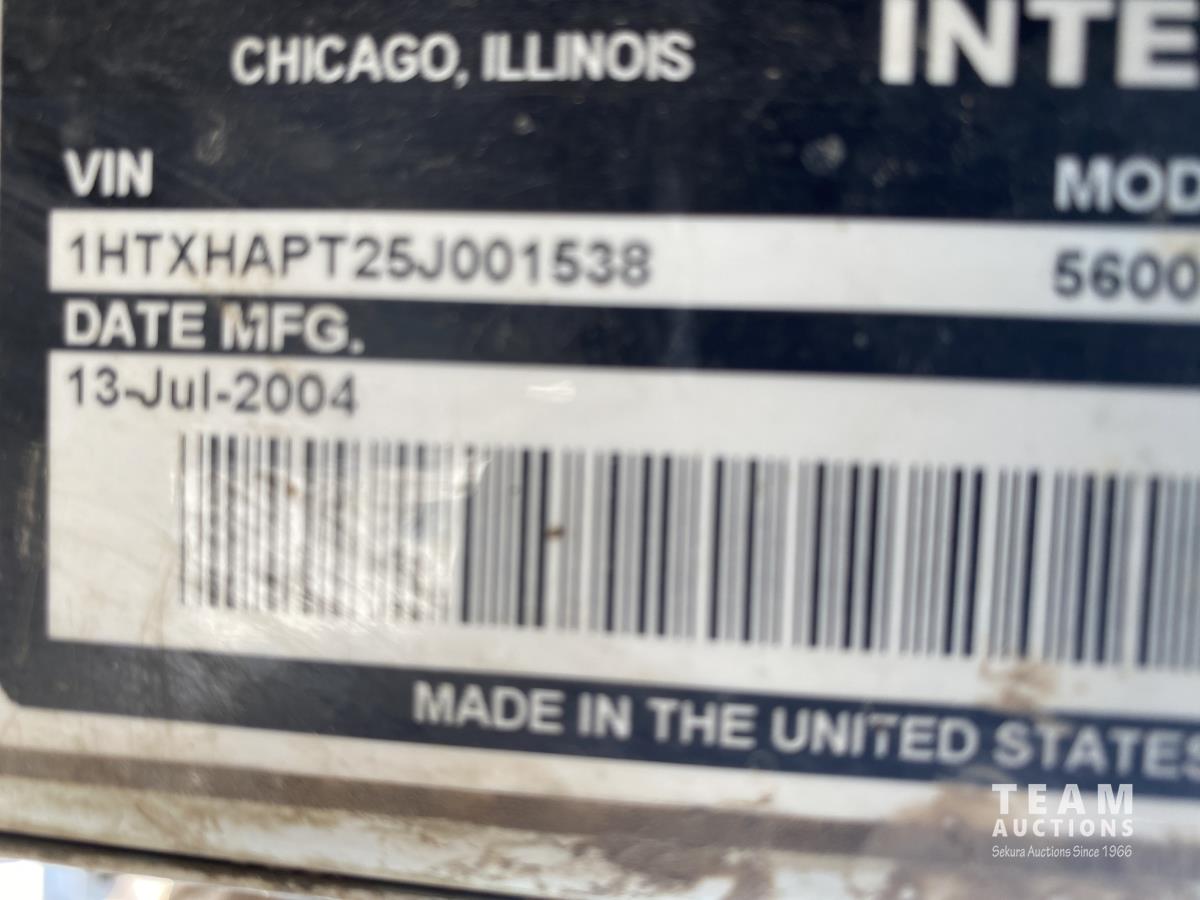 CHICAGO, ILLINOIS
INTE
VIN
MOD
1HTXHAPT25J001538
5600
DATE MFG.
13-Jul-2004
MADE IN THE UNITED STATES
TEAM
AUCTIONS
Sekura Auctions Since 1966